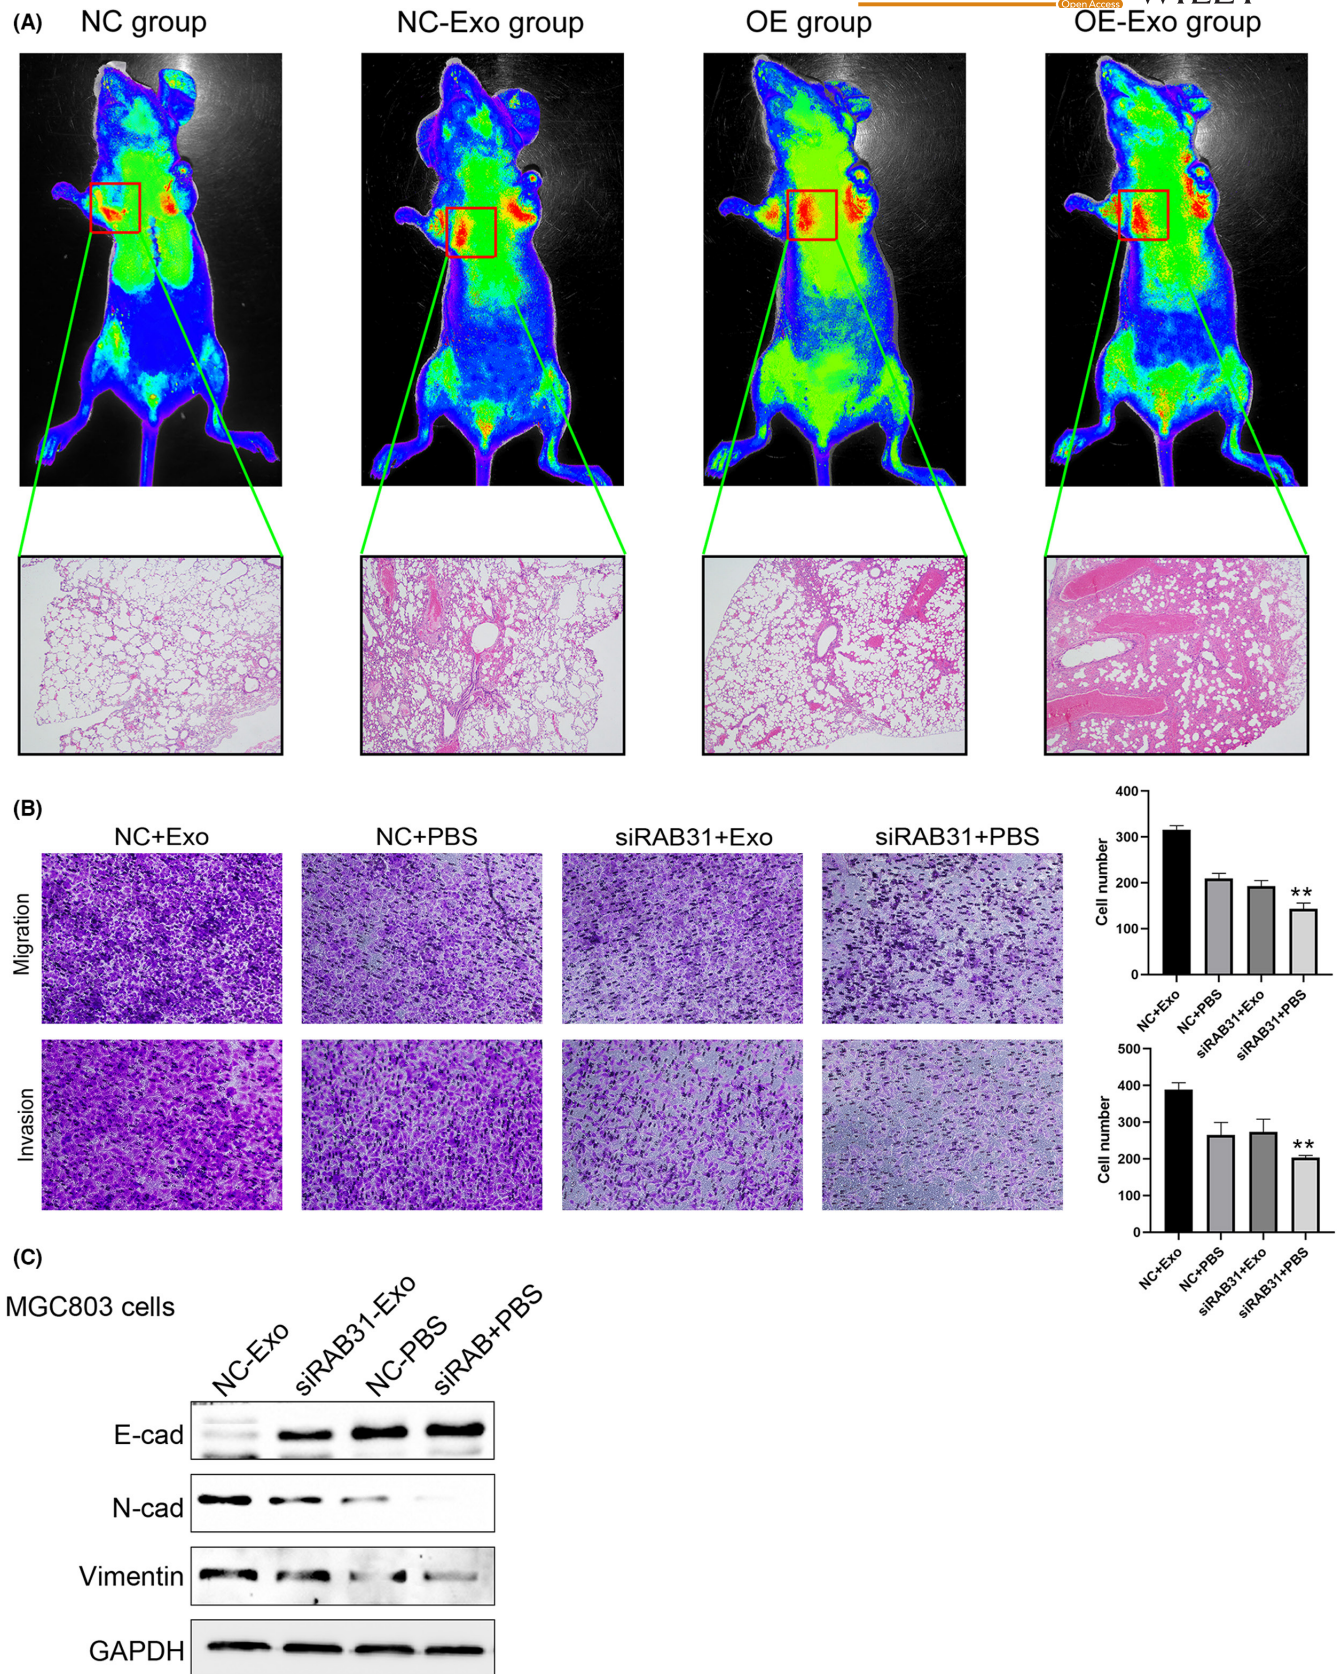 Open Access WILEY
(A) NC group NC-Exo group OE group OE-Exo group
(B)
NC+Exo NC+PBS siRAB31+Exo siRAB31+PBS
Migration
Invasion
400
300
200
100
0
Cell number
**
NC+Exo NC+PBS siRAB31+Exo siRAB31+PBS
500
400
300
200
100
0
Cell number
**
NC+Exo NC+PBS siRAB31+Exo siRAB31+PBS
(C)
MGC803 cells
NC-Exo siRAB31-Exo NC-PBS siRAB+PBS
E-cad
N-cad
Vimentin
GAPDH